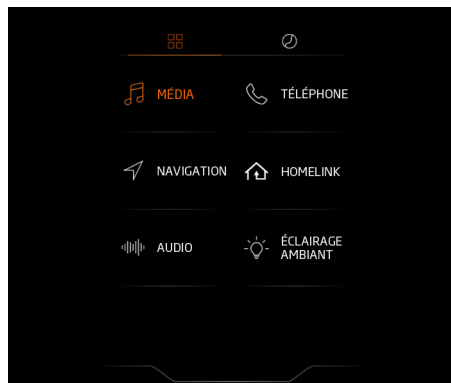 MÉDIA
TÉLÉPHONE
NAVIGATION
HOMELINK
AUDIO
ÉCLAIRAGE
AMBIANT